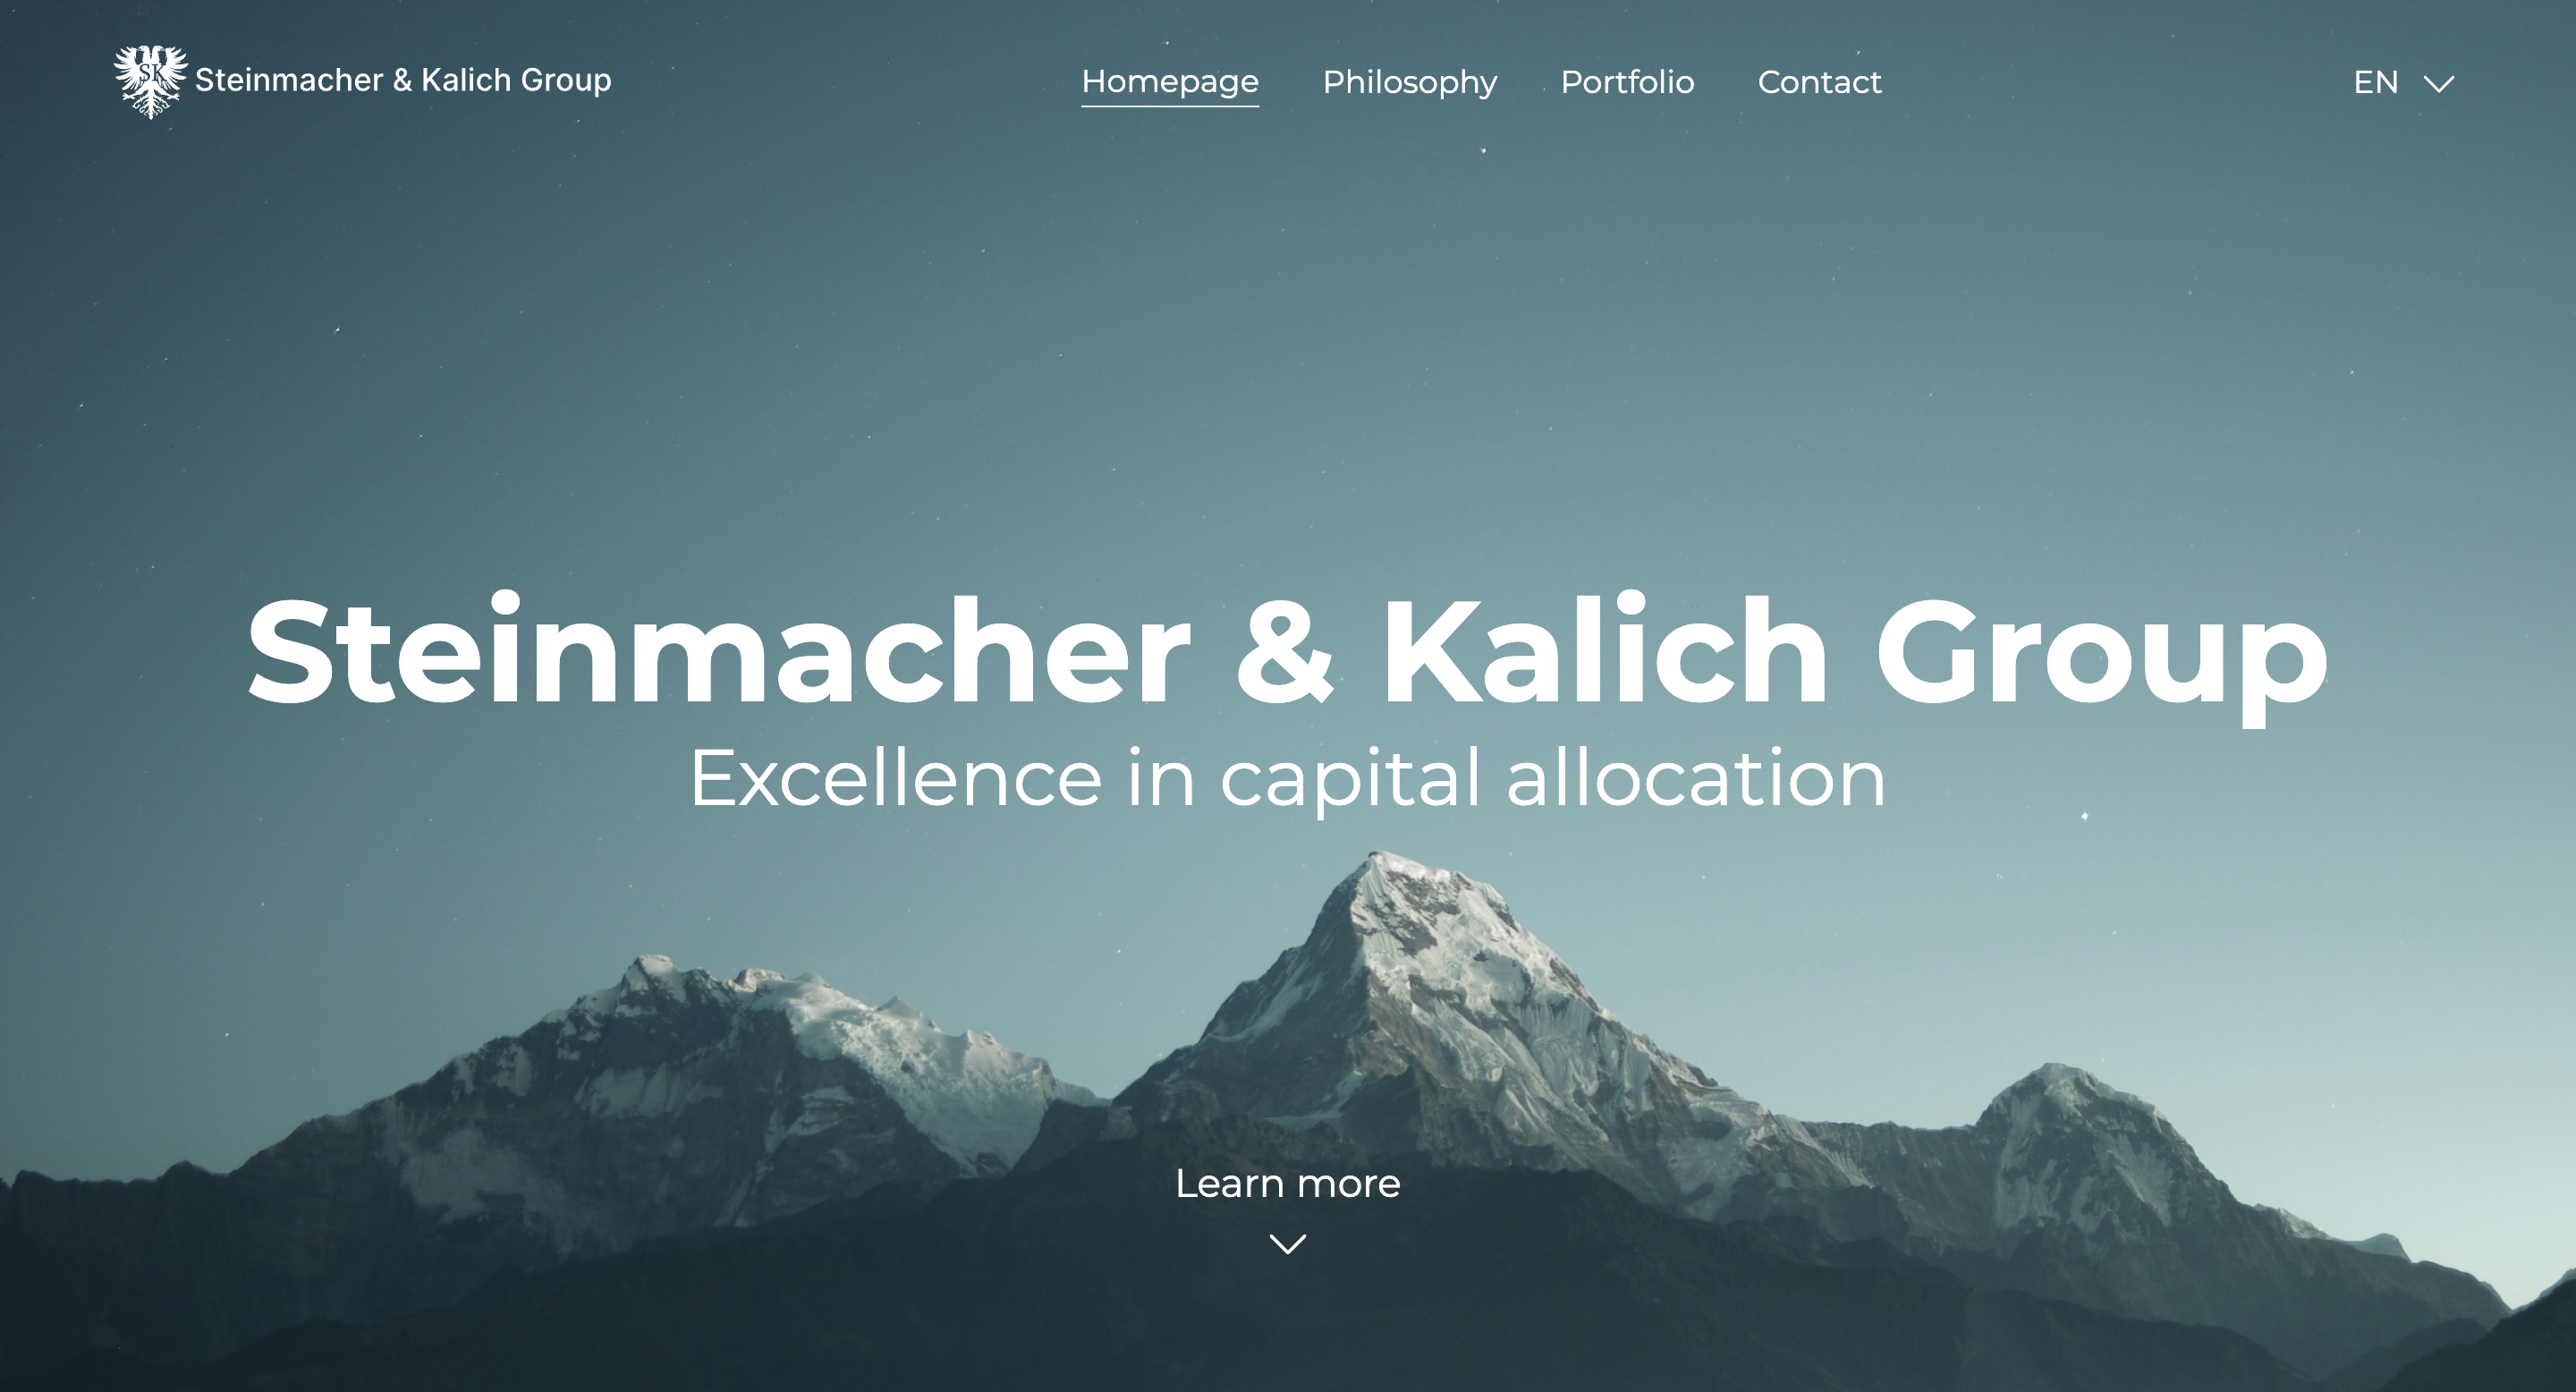 SK Steinmacher & Kalich Group
Homepage Philosophy Portfolio Contact
EN
Steinmacher & Kalich Group
Excellence in capital allocation
Learn more